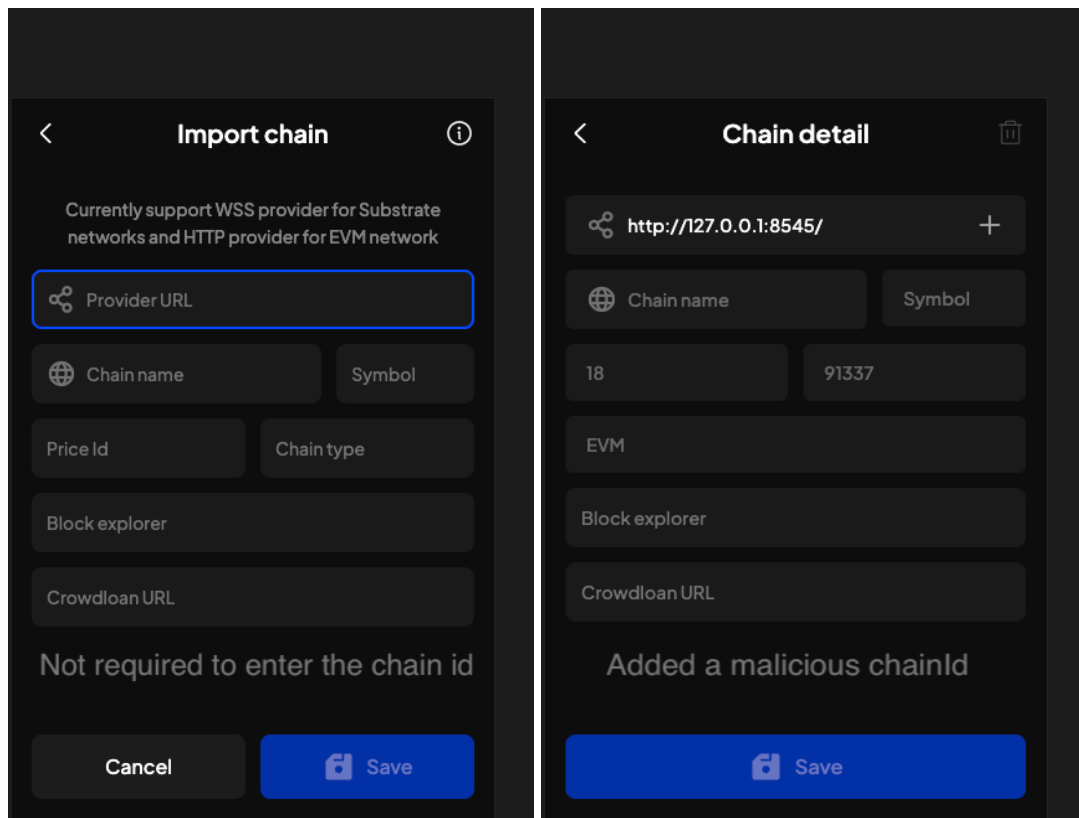 Import chain
Currently support WSS provider for Substrate
networks and HTTP provider for EVM network
Provider URL
Chain name
Symbol
Price Id
Chain type
Block explorer
Crowdloan URL
Not required to enter the chain id
Cancel
Save
Chain detail
http://127.0.0.1:8545/
Chain name
Symbol
18
91337
EVM
Block explorer
Crowdloan URL
Added a malicious chainId
Save